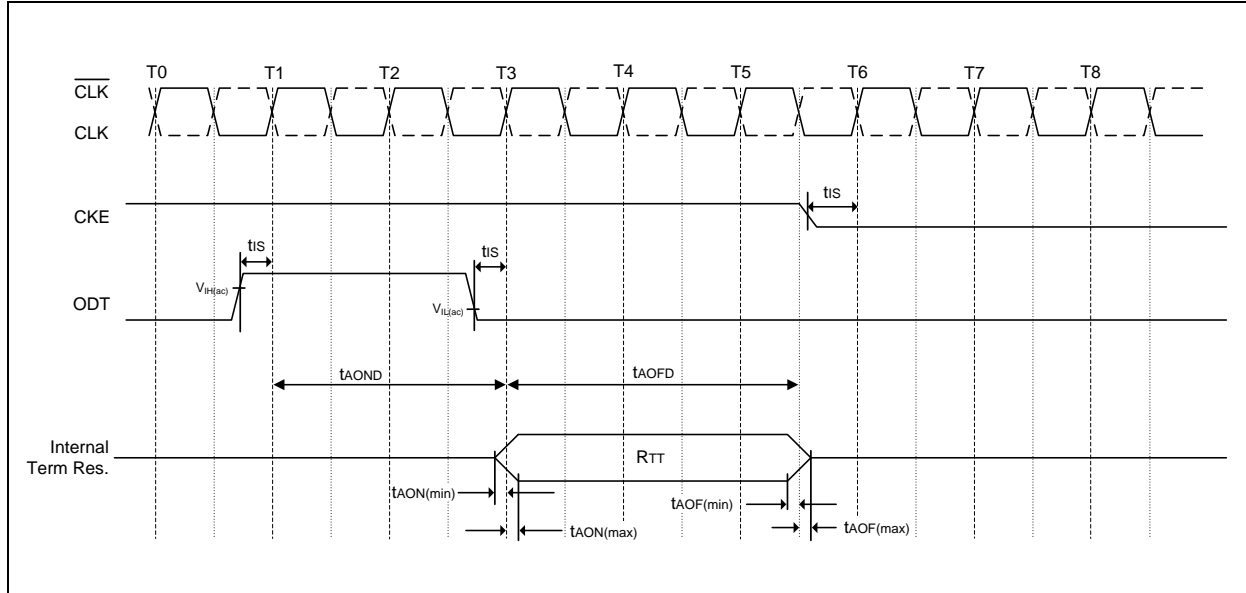 T0 T1 T2 T3 T4 T5 T6 T7 T8
CLK
CLK
tIS
CKE
tIS tIS
VIH(ac)
VIL(ac)
ODT
tAOND tAOFD
Internal
Term Res.
RTT
tAON(min) tAOF(min)
tAON(max) tAOF(max)